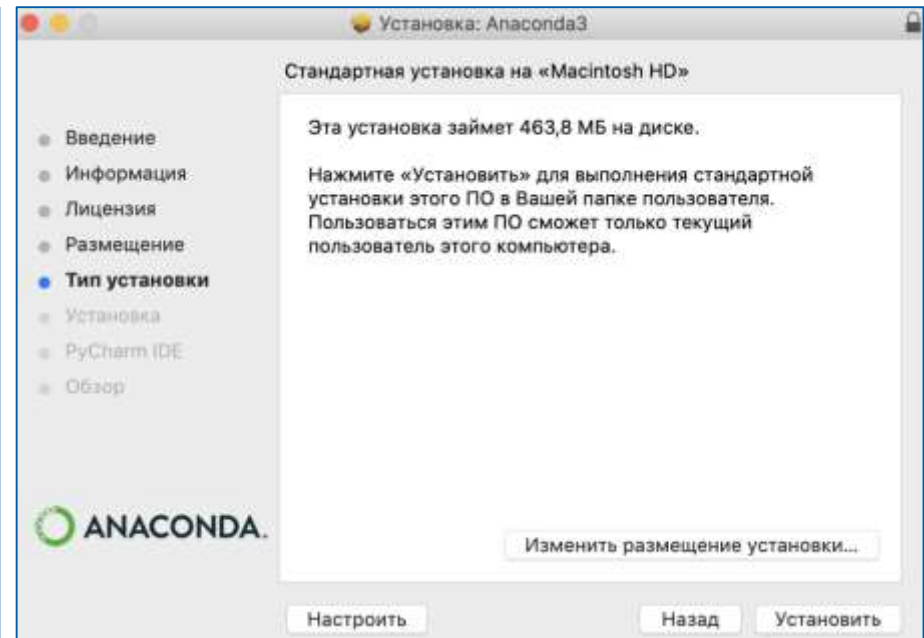 Установка: Anaconda3
Стандартная установка на «Macintosh HD»
Введение
Информация
Лицензия
Размещение
Тип установки
Установка
PyCharm IDE
Обзор
Эта установка займет 463,8 МБ на диске.
Нажмите «Установить» для выполнения стандартной
установки этого ПО в Вашей папке пользователя.
Пользоваться этим ПО сможет только текущий
пользователь этого компьютера.
ANACONDA.
Изменить размещение установки...
Настроить
Назад
Установить